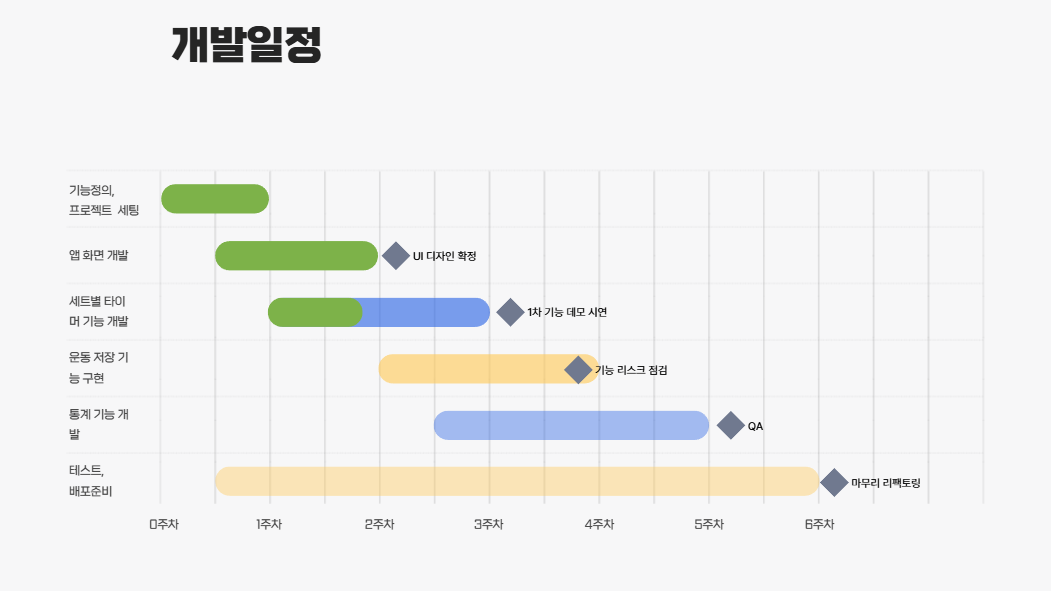 개발일정
기능정의,
프로젝트 세팅
앱 화면 개발
UI 디자인 확정
세트별 타이
머 기능 개발
1차 기능 데모 시연
운동 저장 기
능 구현
기능 리스크 점검
통계 기능 개
발
QA
테스트,
배포준비
마무리 리팩토링
0주차 1주차 2주차 3주차 4주차 5주차 6주차